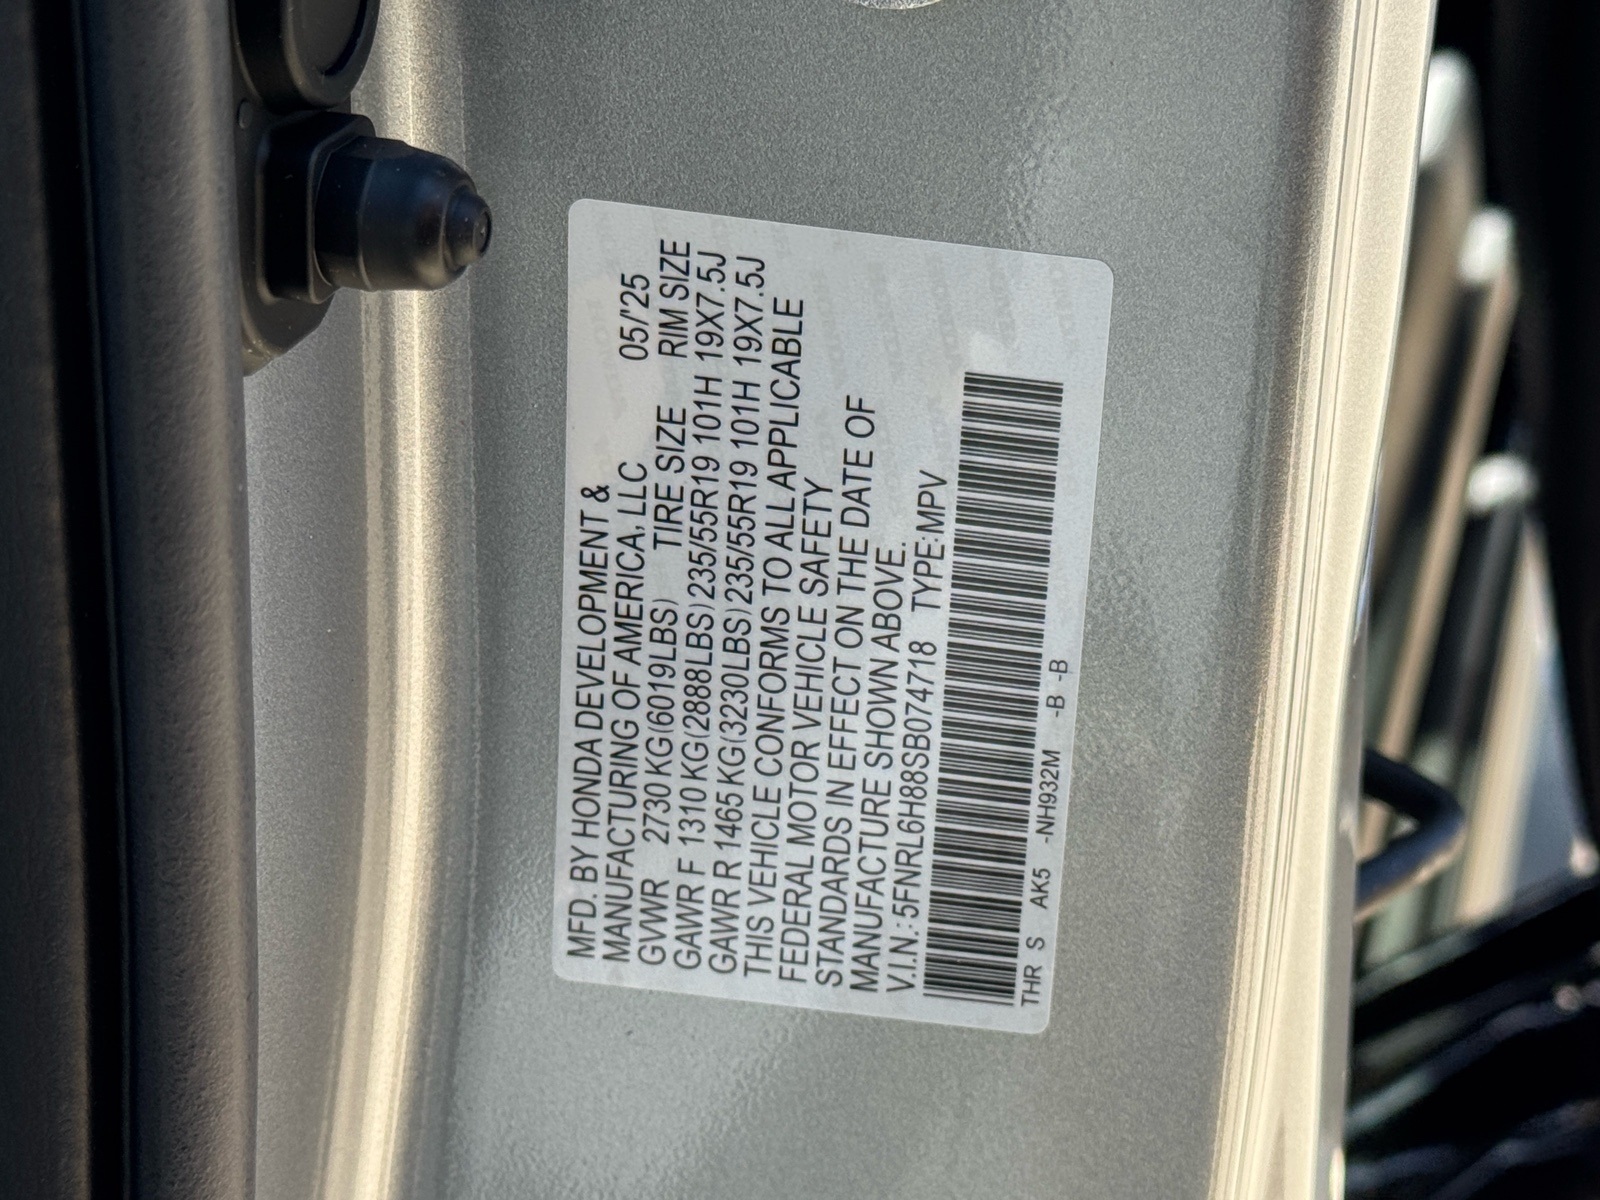 MFD. BY HONDA DEVELOPMENT &
MANUFACTURING OF AMERICA, LLC 05/'25
GVWR 2730 KG(6019LBS) TIRE SIZE RIM SIZE
GAWR F 1310 KG(2888LBS) 235/55R19 101H 19X7.5J
GAWR R 1465 KG(3230LBS) 235/55R19 101H 19X7.5J
THIS VEHICLE CONFORMS TO ALL APPLICABLE
FEDERAL MOTOR VEHICLE SAFETY
STANDARDS IN EFFECT ON THE DATE OF
MANUFACTURE SHOWN ABOVE.
V.I.N.: 5FNRL6H88SB074718 TYPE:MPV
THR S AK5 -NH932M -B -B